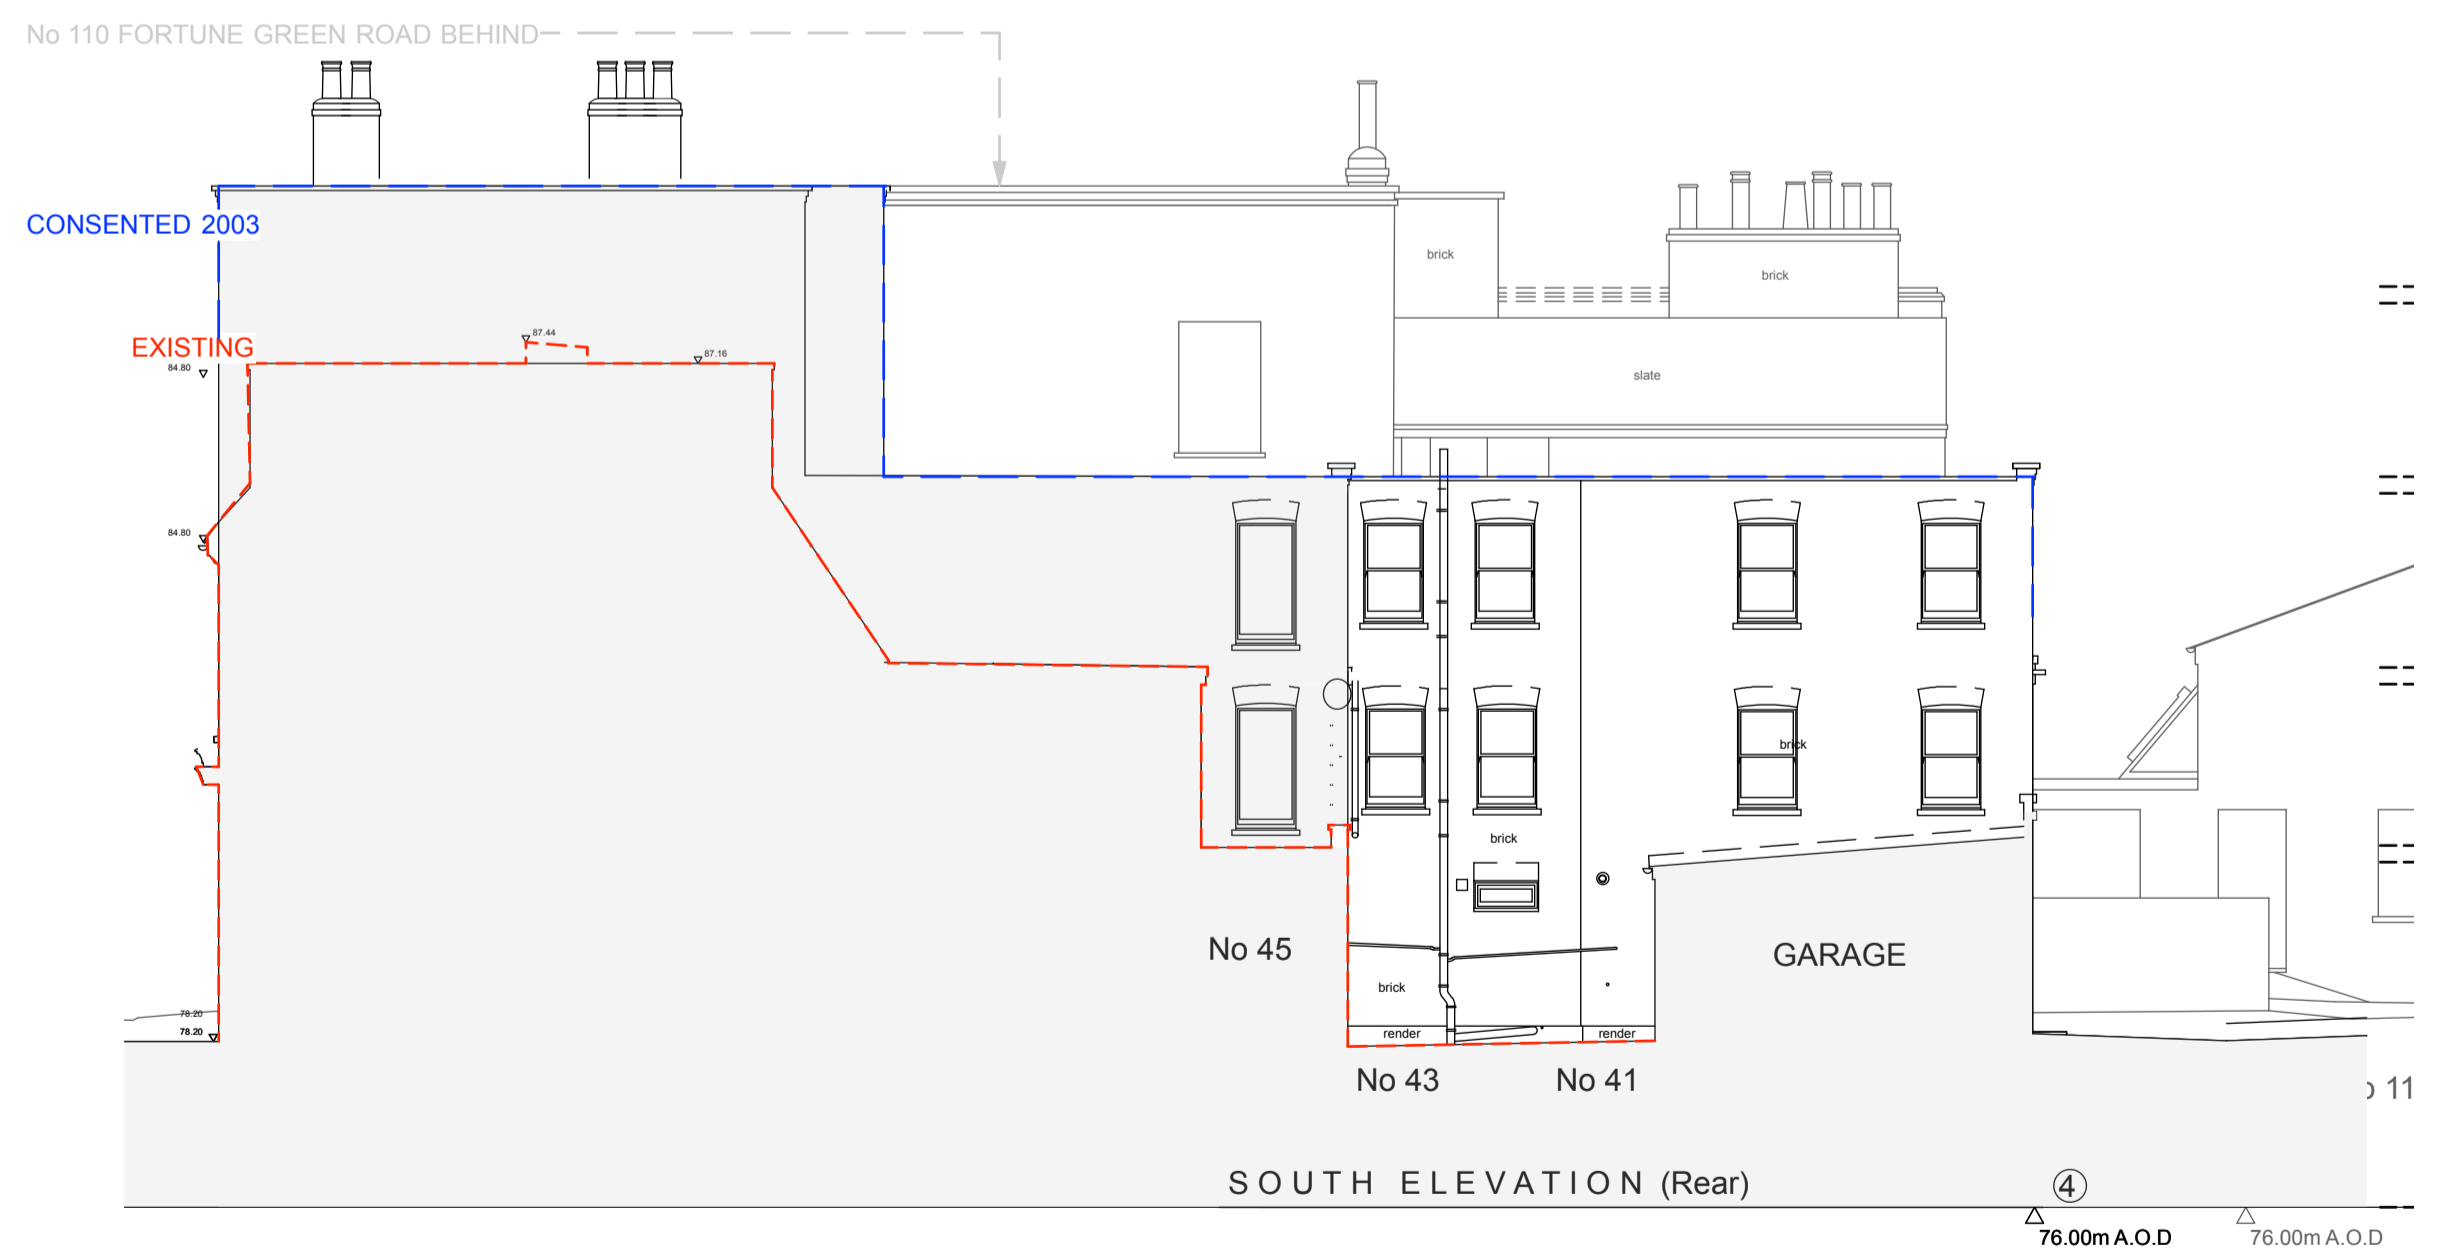 No 110 FORTUNE GREEN ROAD BEHIND
CONSENTED 2003
brick
brick
EXISTING
87.44
87.16
84.80
slate
84.80
brick
brick
No 45
GARAGE
brick
78.20
78.20
render
render
No 43
No 41
11
SOUTH ELEVATION (Rear)
4
76.00m A.O.D
76.00m A.O.D